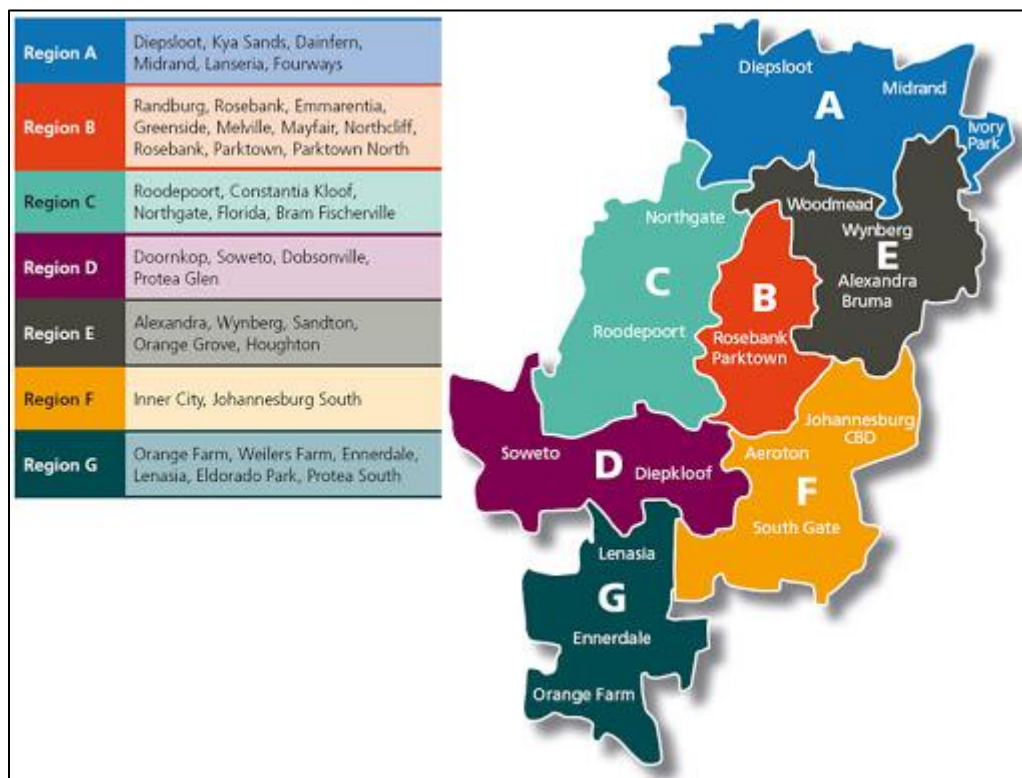 Region A
Diepsloot, Kya Sands, Dainfern,
Midrand, Lanseria, Fourways
Region B
Randburg, Rosebank, Emmarentia,
Greenside, Melville, Mayfair, Northcliff,
Rosebank, Parktown, Parktown North
Region C
Roodepoort, Constantia Kloof,
Northgate, Florida, Bram Fischerville
Region D
Doornkop, Soweto, Dobsonville,
Protea Glen
Region E
Alexandra, Wynberg, Sandton,
Orange Grove, Houghton
Region F
Inner City, Johannesburg South
Region G
Orange Farm, Weilers Farm, Ennerdale,
Lenasia, Eldorado Park, Protea South
Diepsloot
Midrand
A
Ivory
Park
Woodmead
Northgate
Wynberg
E
C
B
Alexandra
Bruma
Roodepoort
Rosebank
Parktown
Johannesburg
CBD
Soweto
D
Diepkloof
Aeroton
F
South Gate
Lenasia
G
Ennerdale
Orange Farm